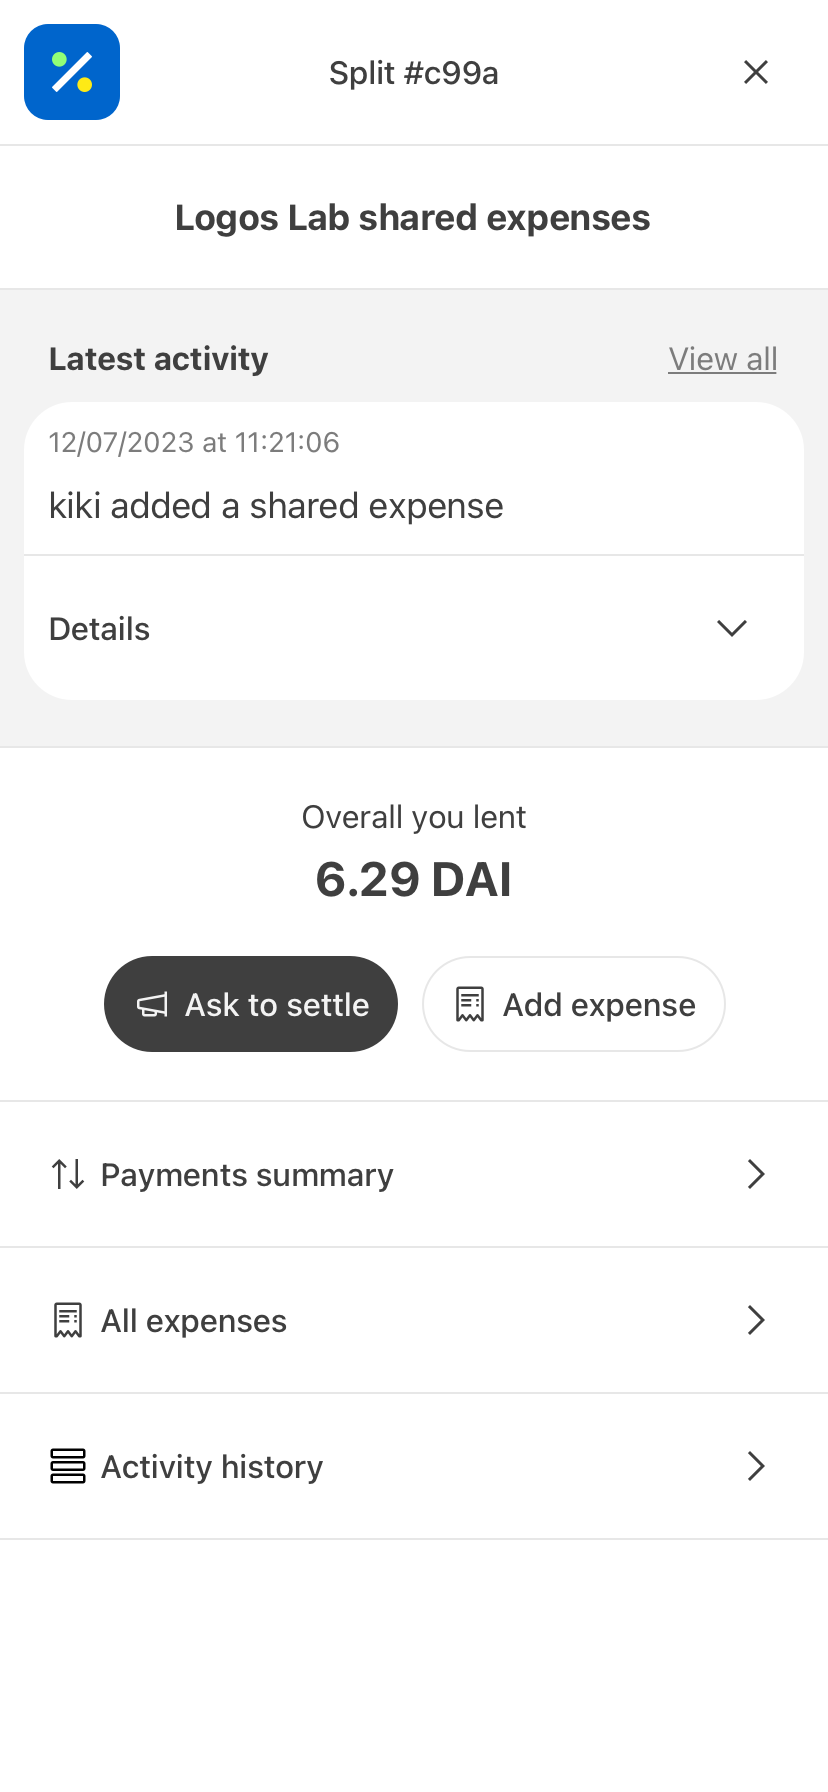 Split #c99a
Logos Lab shared expenses
Latest activity
View all
12/07/2023 at 11:21:06
kiki added a shared expense
Details
Overall you lent
6.29 DAI
Ask to settle
Add expense
Payments summary
All expenses
Activity history